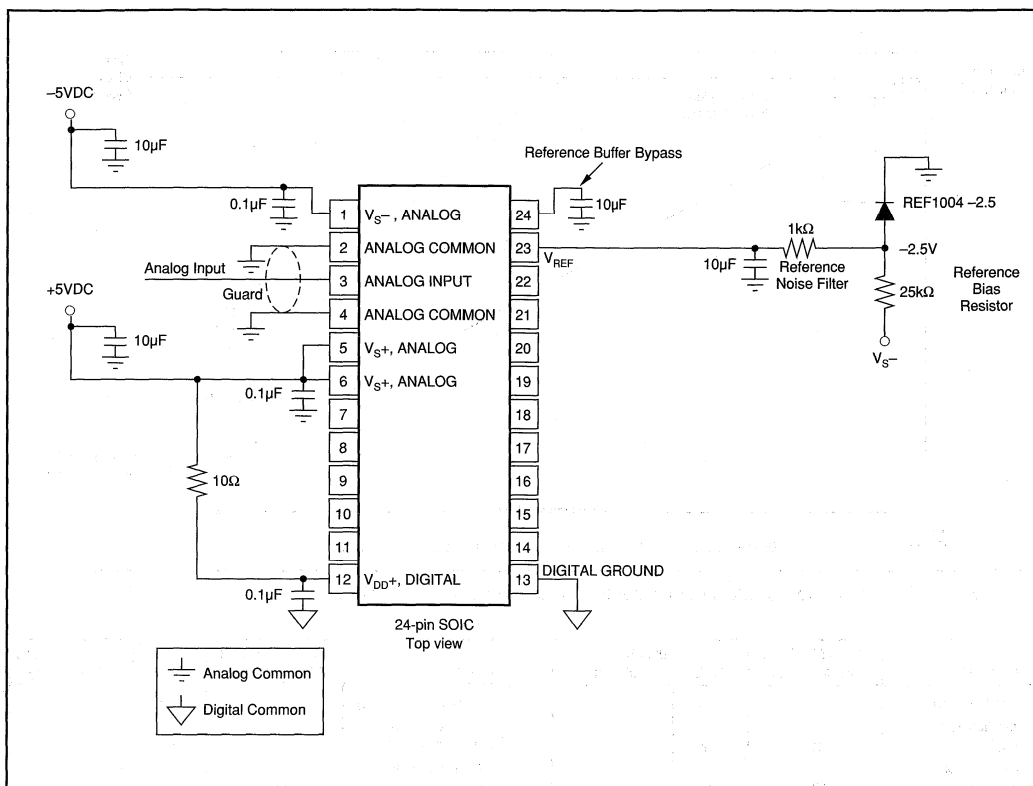 –5VDC
10µF
0.1µF
1
V_S–, ANALOG
2
ANALOG COMMON
Analog Input
3
ANALOG INPUT
Guard
4
ANALOG COMMON
+5VDC
10µF
5
V_S+, ANALOG
6
V_S+, ANALOG
0.1µF
7
8
9
10Ω
10
11
12
V_DD+, DIGITAL
0.1µF
24
Reference Buffer Bypass
10µF
23
V_REF
22
21
20
19
18
17
16
15
14
13
DIGITAL GROUND
10µF
1kΩ
Reference
Noise Filter
REF1004 –2.5
–2.5V
25kΩ
Reference
Bias
Resistor
V_S–
24-pin SOIC
Top view
Analog Common
Digital Common